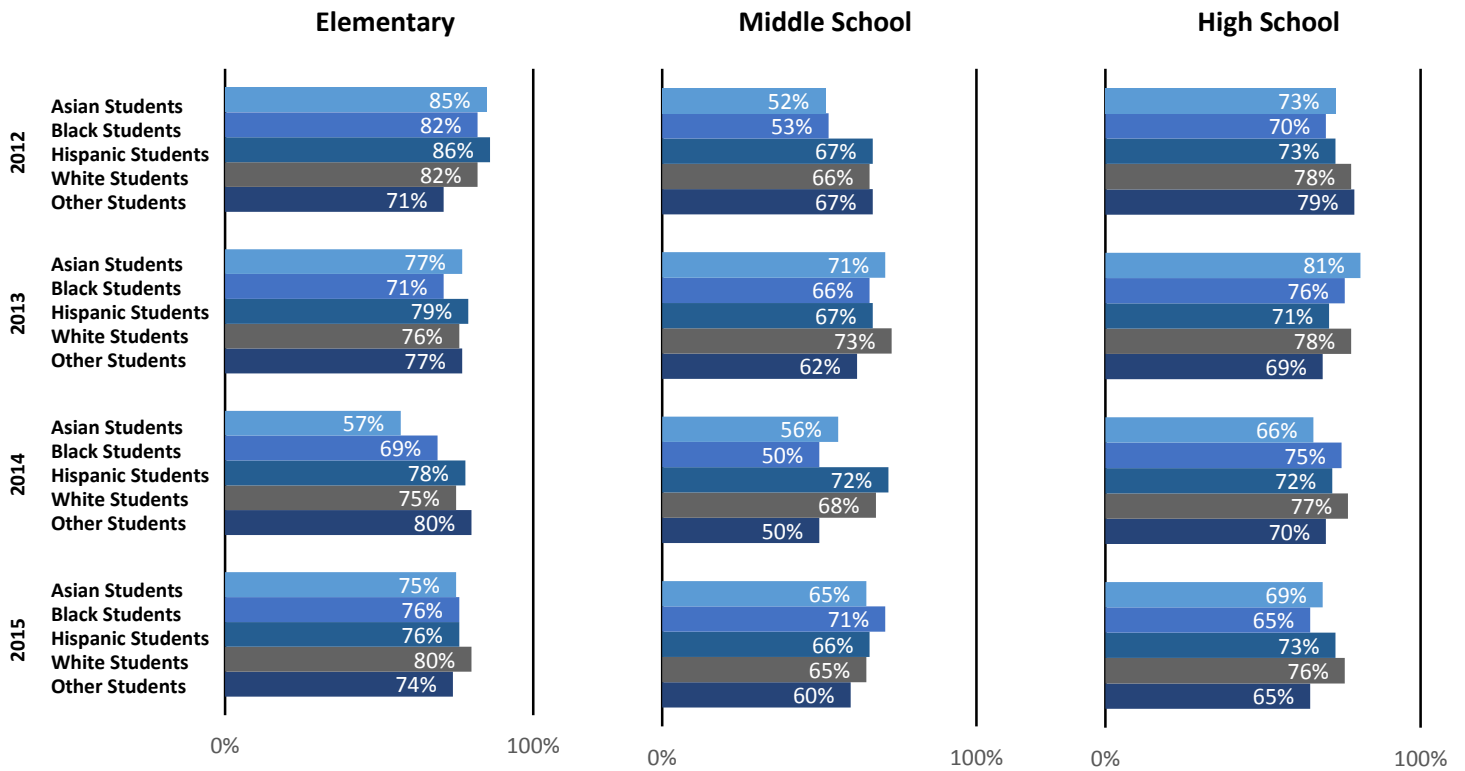 Elementary Middle School High School
2012
Asian Students 85% 52% 73%
Black Students 82% 53% 70%
Hispanic Students 86% 67% 73%
White Students 82% 66% 78%
Other Students 71% 67% 79%
2013
Asian Students 77% 71% 81%
Black Students 71% 66% 76%
Hispanic Students 79% 67% 71%
White Students 76% 73% 78%
Other Students 77% 62% 69%
2014
Asian Students 57% 56% 66%
Black Students 69% 50% 75%
Hispanic Students 78% 72% 72%
White Students 75% 68% 77%
Other Students 80% 50% 70%
2015
Asian Students 75% 65% 69%
Black Students 76% 71% 65%
Hispanic Students 76% 66% 73%
White Students 80% 65% 76%
Other Students 74% 60% 65%
0% 100% 0% 100% 0% 100%